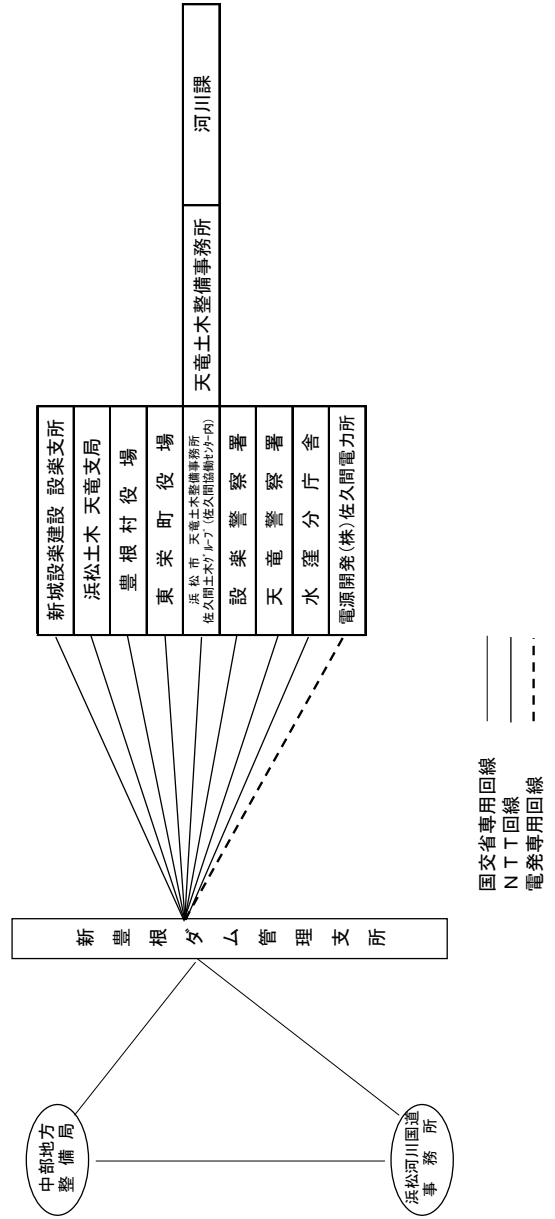 中部地方
整備局
浜松河川国道
事務所
新豊根ダム管理支所
新城設楽建設 設楽支所
浜松土木 天竜支局
豊根村役場
東栄町役場
浜松市 天竜土木整備事務所
佐久間土木グループ(佐久間協働センター内)
設楽警察署
天竜警察署
水窪分庁舎
電源開発(株)佐久間電力所
天竜土木整備事務所
河川課
国交省専用回線
NTT回線
電発専用回線